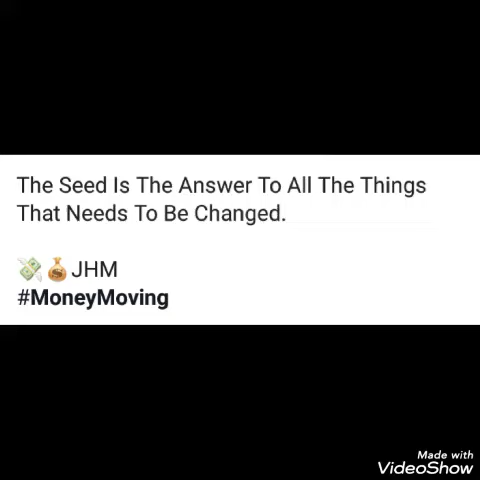 The Seed Is The Answer To All The Things
That Needs To Be Changed.
💸💰JHM
#MoneyMoving
Made with
VideoShow